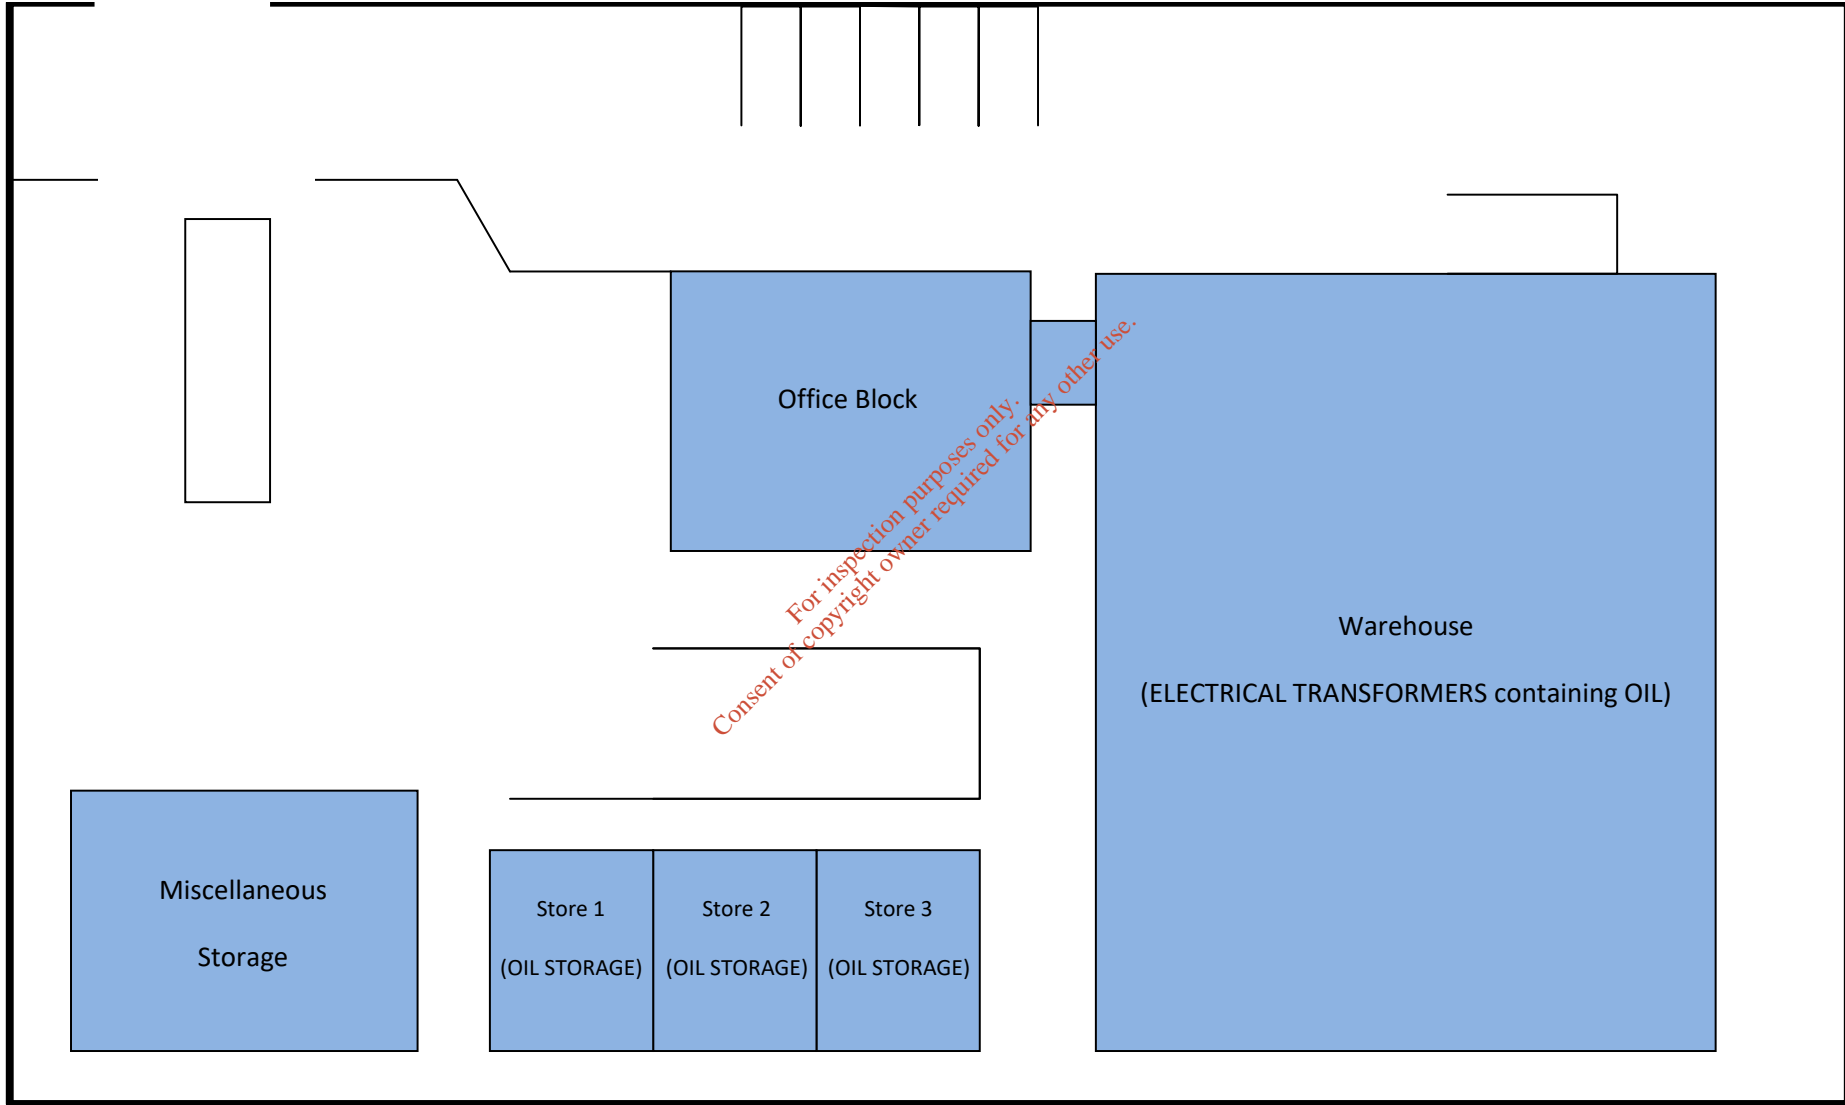 Office Block
For inspection purposes only.
Consent of copyright owner required for any other use.
Warehouse
(ELECTRICAL TRANSFORMERS containing OIL)
Miscellaneous
Storage
Store 1
(OIL STORAGE)
Store 2
(OIL STORAGE)
Store 3
(OIL STORAGE)